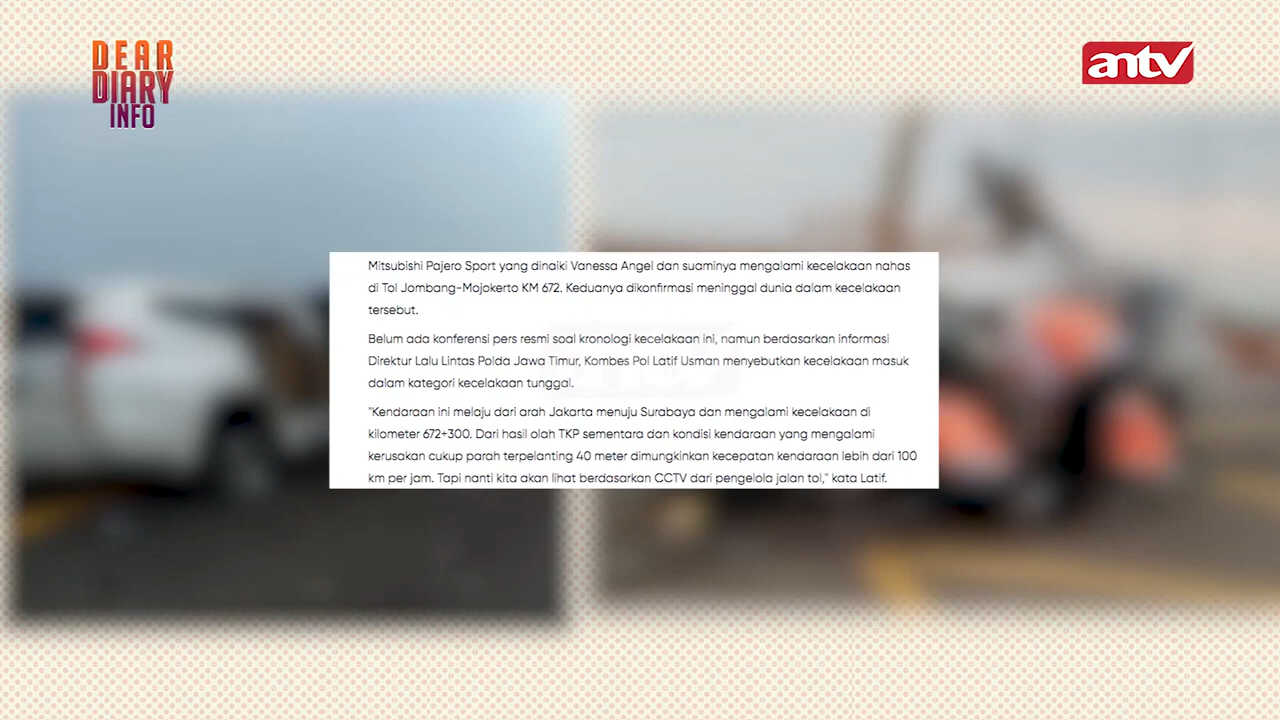 DEAR
DIARY
INFO
antv
Mitsubishi Pajero Sport yang dinaiki Vanessa Angel dan suaminya mengalami kecelakaan nahas
di Tol Jombang-Mojokerto KM 672. Keduanya dikonfirmasi meninggal dunia dalam kecelakaan
tersebut.
Belum ada konferensi pers resmi soal kronologi kecelakaan ini, namun berdasarkan informasi
Direktur Lalu Lintas Polda Jawa Timur, Kombes Pol Latif Usman menyebutkan kecelakaan masuk
dalam kategori kecelakaan tunggal.
"Kendaraan ini melaju dari arah Jakarta menuju Surabaya dan mengalami kecelakaan di
kilometer 672+300. Dari hasil olah TKP sementara dan kondisi kendaraan yang mengalami
kerusakan cukup parah terpelanting 40 meter dimungkinkan kecepatan kendaraan lebih dari 100
km per jam. Tapi nanti kita akan lihat berdasarkan CCTV dari pengelola jalan tol," kata Latif.